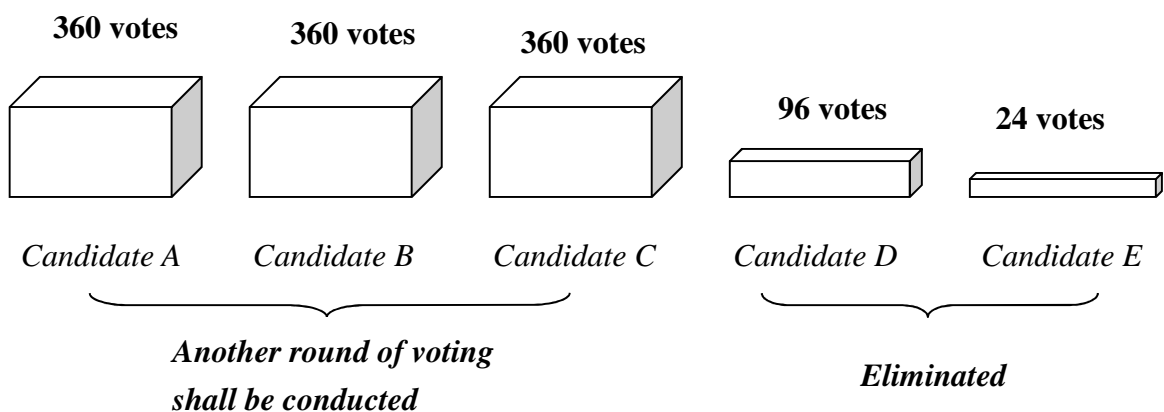 360 votes
360 votes
360 votes
96 votes
24 votes
Candidate A
Candidate B
Candidate C
Candidate D
Candidate E
Another round of voting
shall be conducted
Eliminated